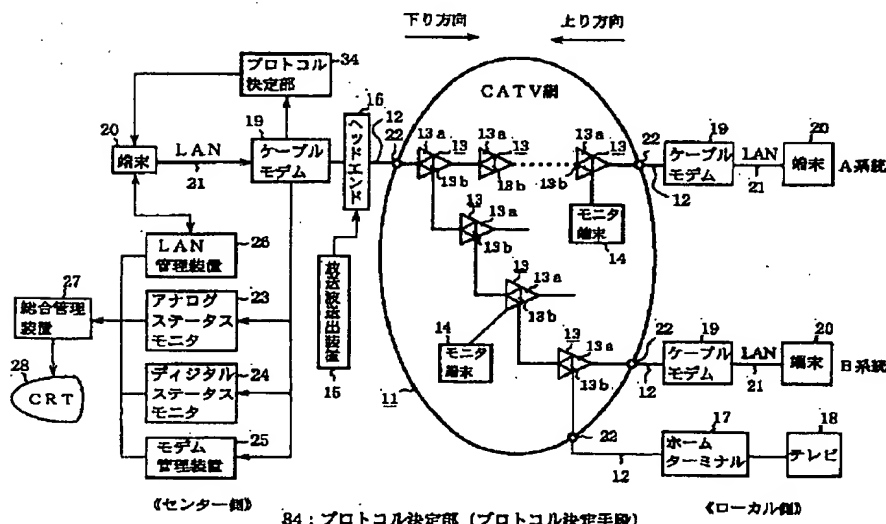 下り方向
上り方向
プロトコル
決定部
34
CATV網
16
ヘッドエンド
12
22
20
端末
LAN
21
19
ケーブル
モデム
13a
13
13b
13a
13
13b
13a
13
13b
22
12
19
ケーブル
モデム
LAN
21
20
端末
A系統
モニタ
端末
14
13
13a
13b
26
LAN
管理装置
27
総合管理
装置
23
アナログ
ステータス
モニタ
放送波送出装置
15
13
13a
13b
14
モニタ
端末
28
CRT
24
ディジタル
ステータス
モニタ
11
13
13a
13b
22
12
19
ケーブル
モデム
LAN
21
20
端末
B系統
25
モデム
管理装置
22
12
17
ホーム
ターミナル
18
テレビ
《センター側》
《ローカル側》
34：プロトコル決定部（プロトコル決定手段）